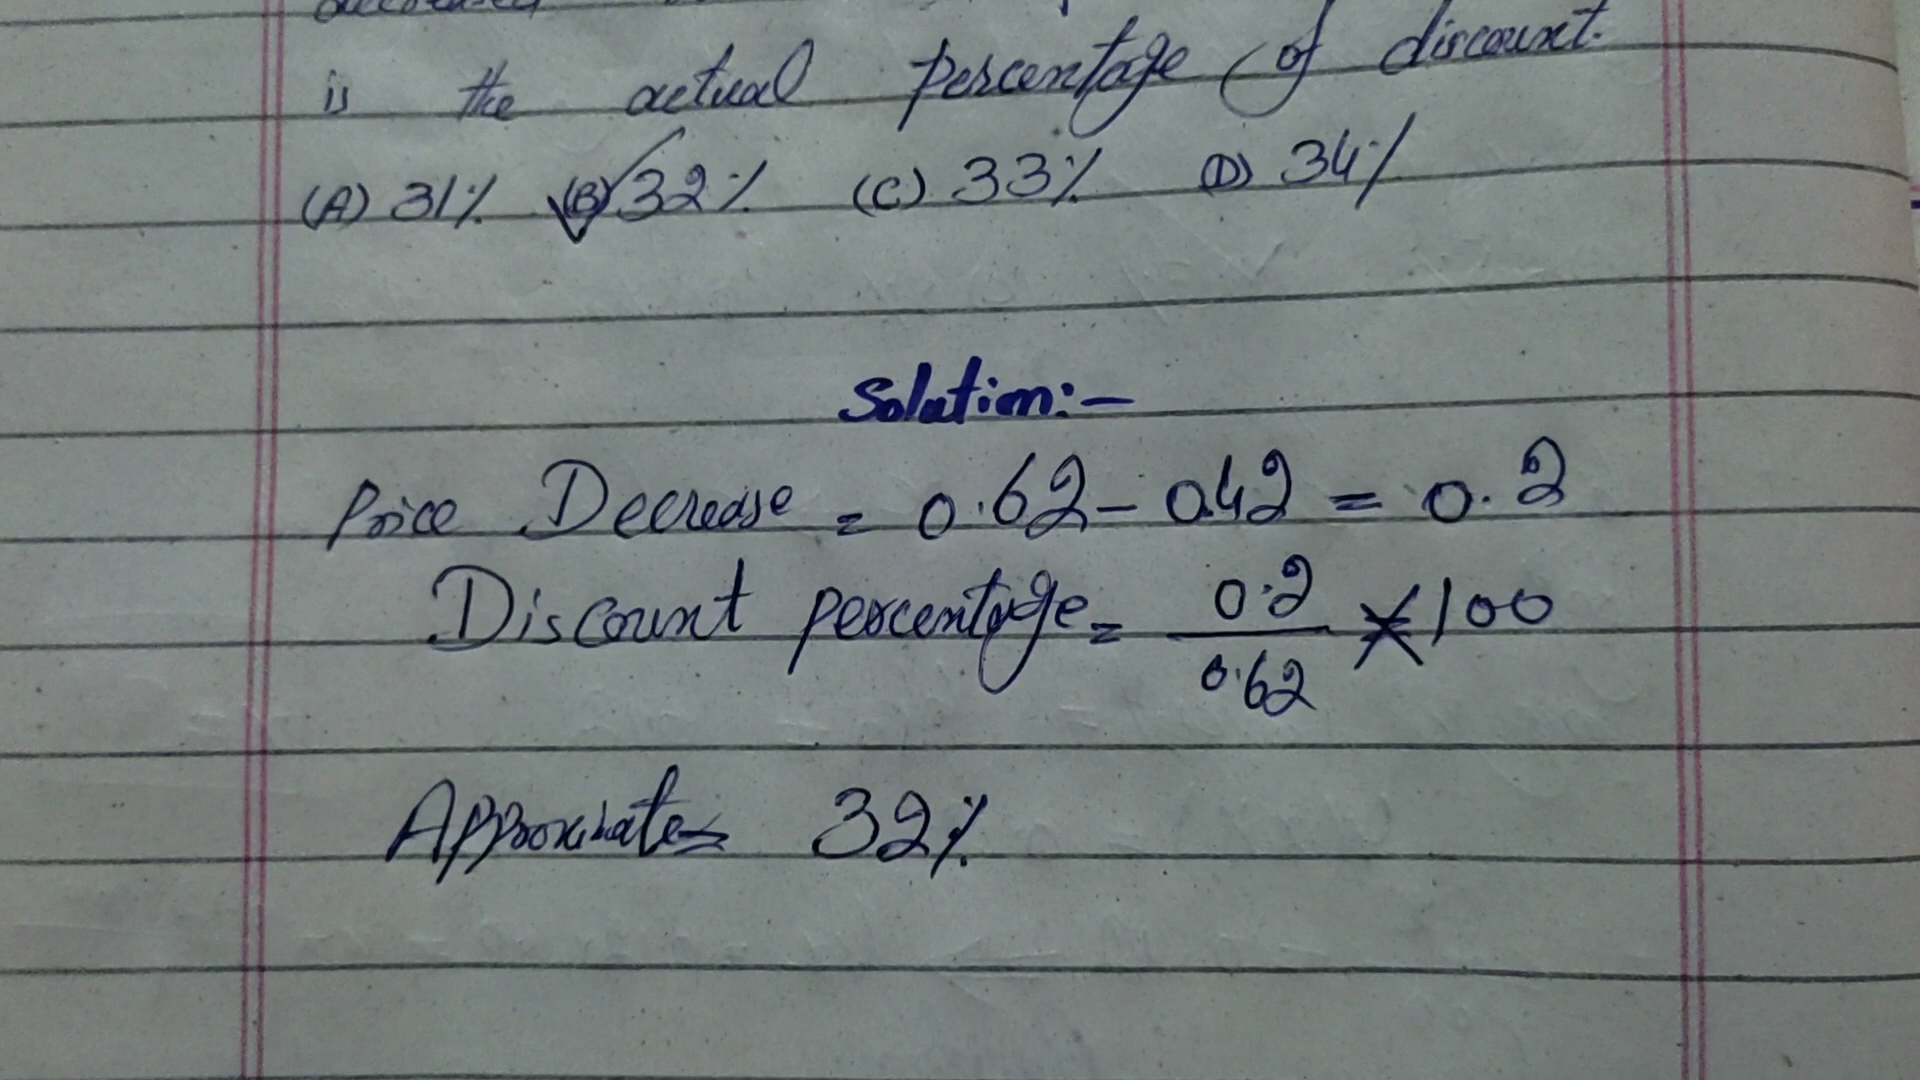 is the actual percentage of discount.
(A) 31% (B) 32% (C) 33% (D) 34%
Solution:-
Price Decrease = 0.62 - 0.42 = 0.2
Discount percentage = 0.2/0.62 × 100
Approximate = 32%